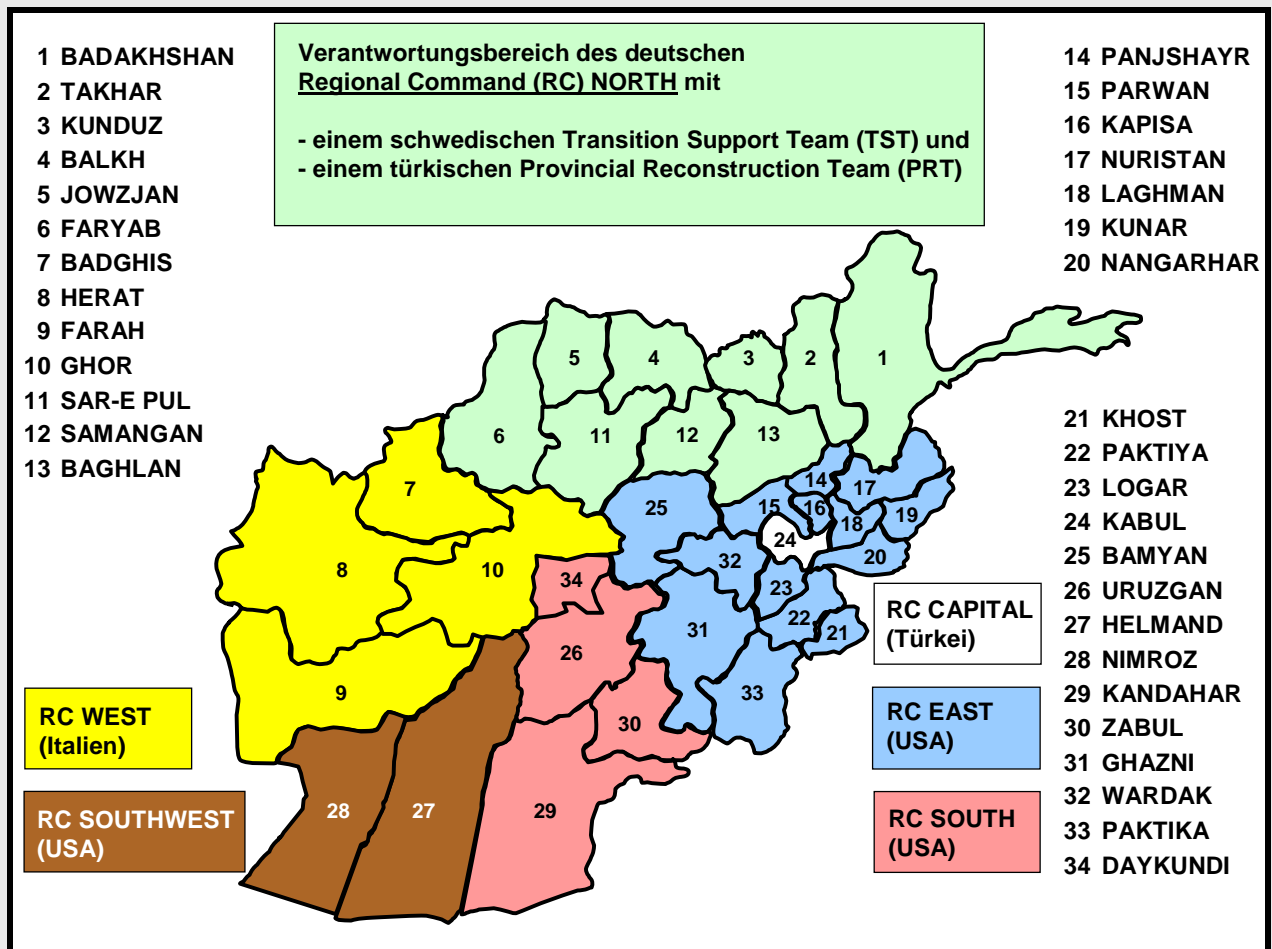 1 BADAKHSHAN
2 TAKHAR
3 KUNDUZ
4 BALKH
5 JOWZJAN
6 FARYAB
7 BADGHIS
8 HERAT
9 FARAH
10 GHOR
11 SAR-E PUL
12 SAMANGAN
13 BAGHLAN
Verantwortungsbereich des deutschen
Regional Command (RC) NORTH mit
- einem schwedischen Transition Support Team (TST) und
- einem türkischen Provincial Reconstruction Team (PRT)
14 PANJSHAYR
15 PARWAN
16 KAPISA
17 NURISTAN
18 LAGHMAN
19 KUNAR
20 NANGARHAR
21 KHOST
22 PAKTIYA
23 LOGAR
24 KABUL
25 BAMYAN
26 URUZGAN
27 HELMAND
28 NIMROZ
29 KANDAHAR
30 ZABUL
31 GHAZNI
32 WARDAK
33 PAKTIKA
34 DAYKUNDI
5
4
3
2
1
6
11
12
13
7
25
14
15
16
17
18
19
20
24
8
10
34
32
23
22
21
31
26
9
33
30
28
27
29
RC WEST
(Italien)
RC SOUTHWEST
(USA)
RC CAPITAL
(Türkei)
RC EAST
(USA)
RC SOUTH
(USA)